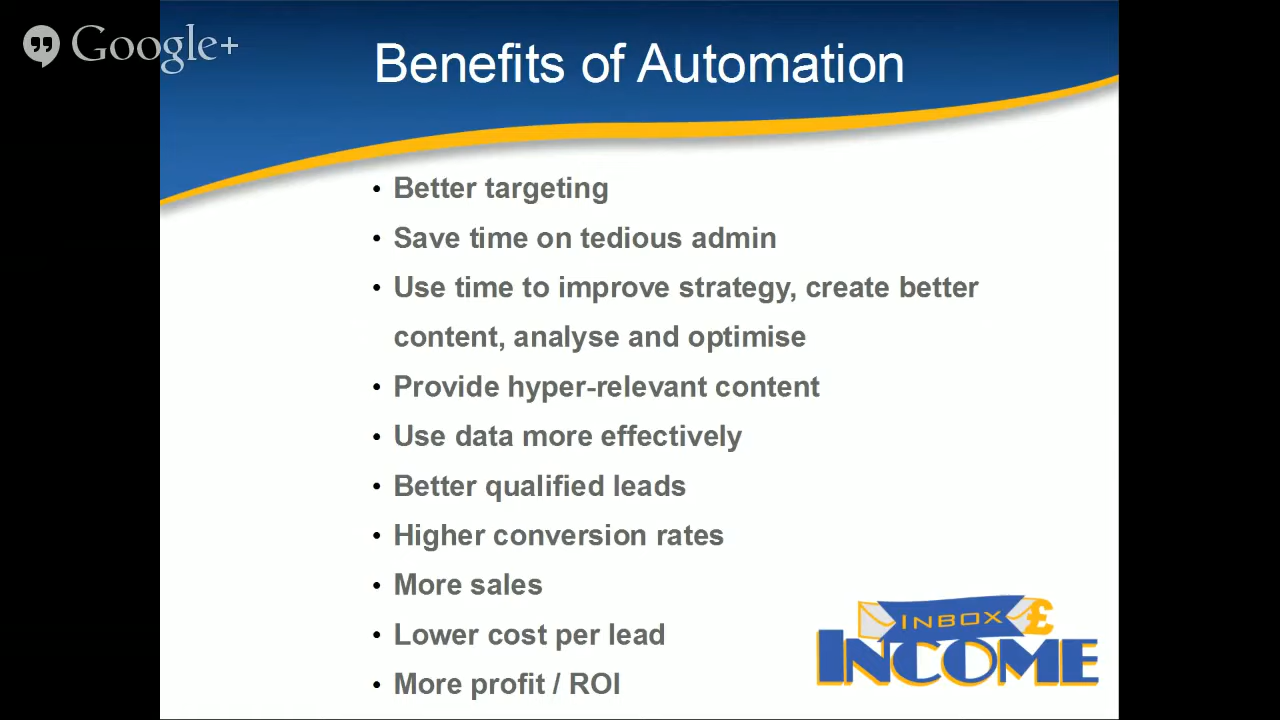 Google+
Benefits of Automation
• Better targeting
• Save time on tedious admin
• Use time to improve strategy, create better
content, analyse and optimise
• Provide hyper-relevant content
• Use data more effectively
• Better qualified leads
• Higher conversion rates
• More sales
• Lower cost per lead
• More profit / ROI
INBOX £
INCOME